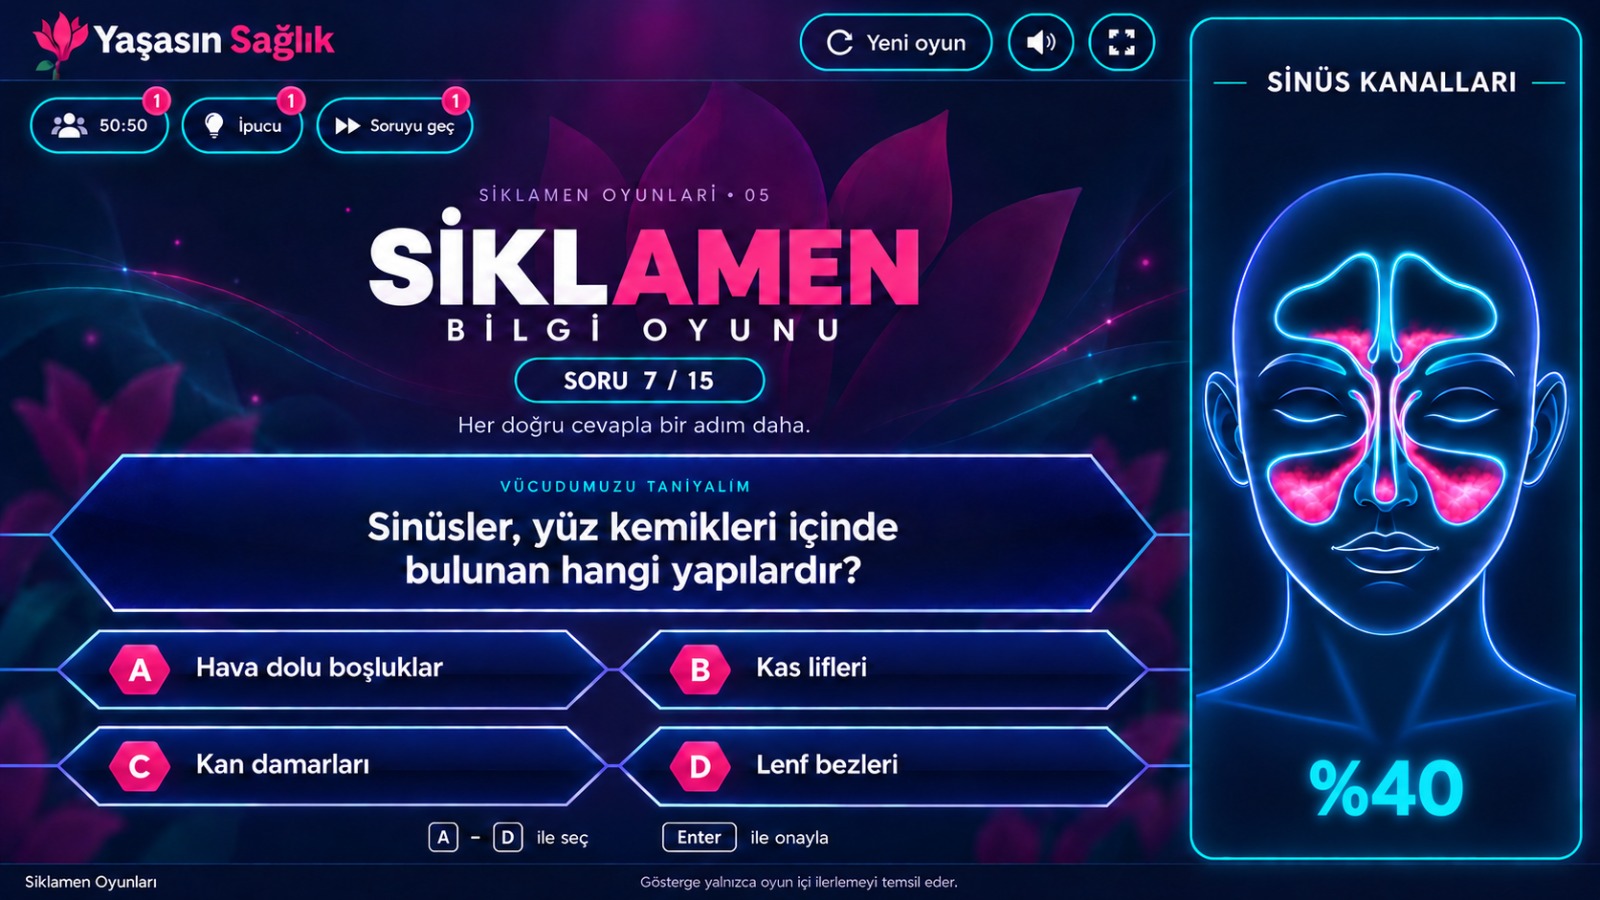 Yaşasın Sağlık
Yeni oyun
50:50
1
İpucu
1
Soruyu geç
1
SİKLAMEN OYUNLARİ • 05
SİKLAMEN
BİLGİ OYUNU
SORU 7 / 15
Her doğru cevapla bir adım daha.
VÜCUDUMUZU TANİYALİM
Sinüsler, yüz kemikleri içinde
bulunan hangi yapılardır?
A Hava dolu boşluklar
B Kas lifleri
C Kan damarları
D Lenf bezleri
A - D ile seç
Enter ile onayla
SİNÜS KANALLARI
%40
Siklamen Oyunları
Gösterge yalnızca oyun içi ilerlemeyi temsil eder.